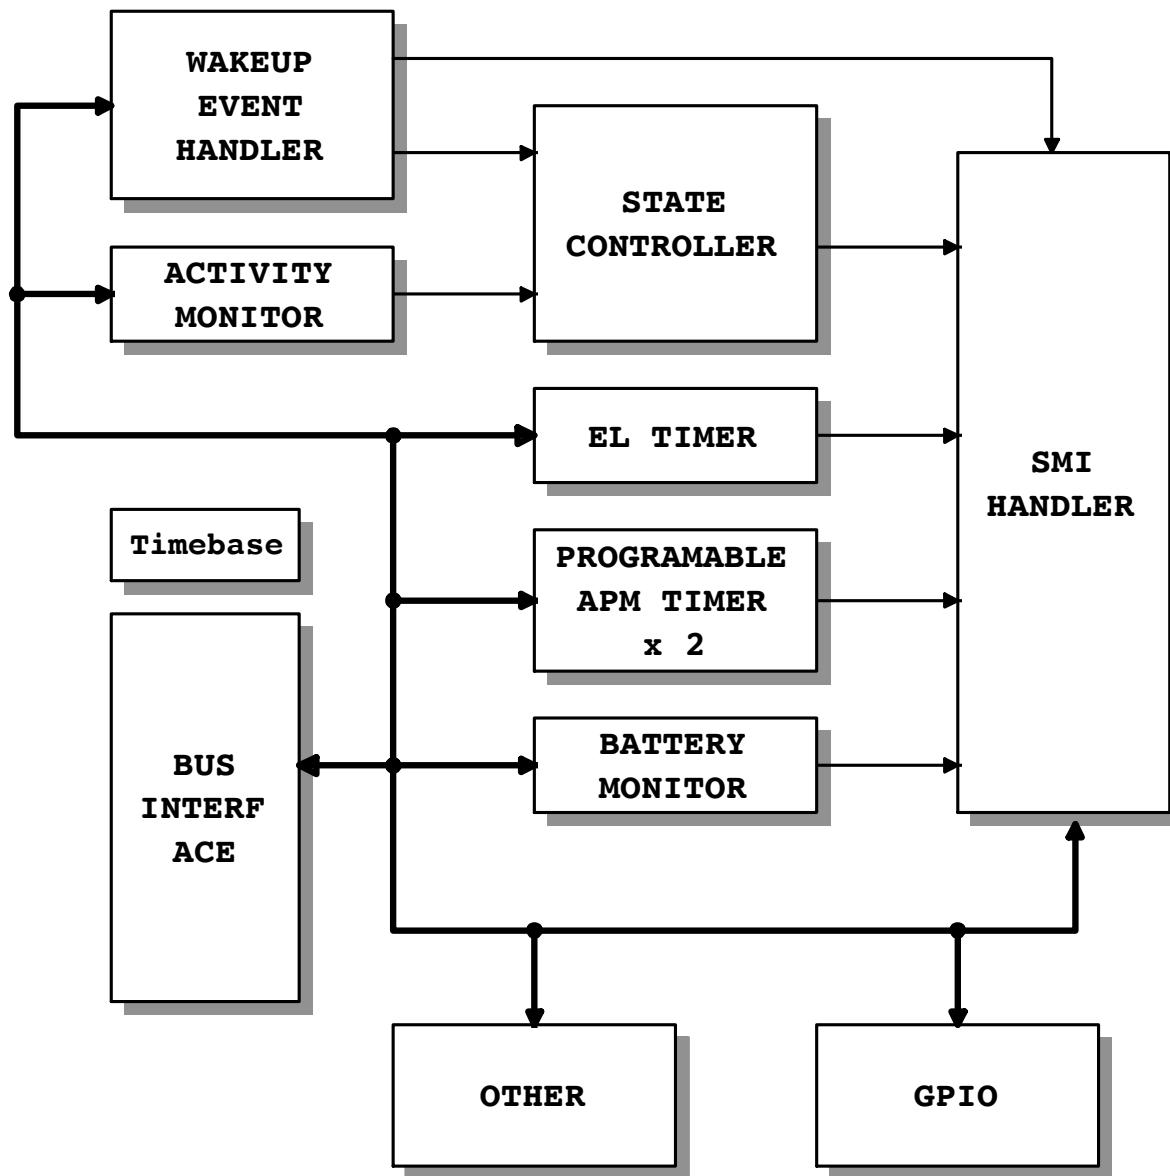 WAKEUP
EVENT
HANDLER
STATE
CONTROLLER
ACTIVITY
MONITOR
EL TIMER
SMI
HANDLER
Timebase
PROGRAMABLE
APM TIMER
x 2
BUS
INTERF
ACE
BATTERY
MONITOR
OTHER
GPIO